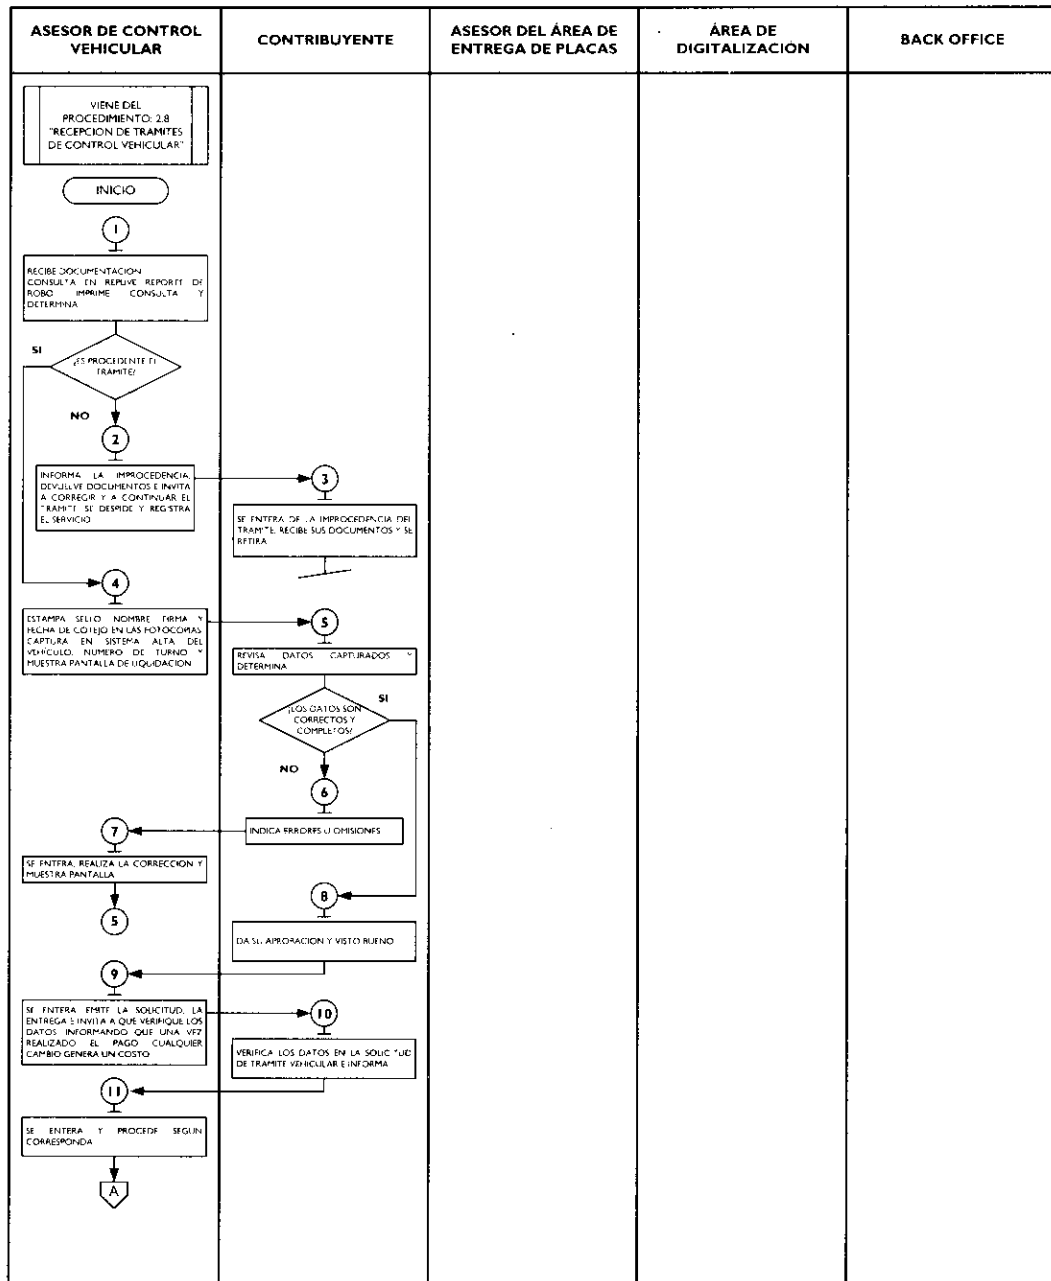 ASESOR DE CONTROL
VEHICULAR
CONTRIBUYENTE
ASESOR DEL ÁREA DE
ENTREGA DE PLACAS
ÁREA DE
DIGITALIZACIÓN
BACK OFFICE
VIENE DEL
PROCEDIMIENTO: 2.8
"RECEPCION DE TRAMITES
DE CONTROL VEHICULAR"
INICIO
1
RECIBE DOCUMENTACION
CONSULTA EN REPUVE REPORTE DE
ROBO IMPRIME CONSULTA Y
DETERMINA
¿ES PROCEDENTE EL
TRAMITE?
SI
NO
2
INFORMA LA IMPROCEDENCIA,
DEVUELVE DOCUMENTOS E INVITA
A CORREGIR Y A CONTINUAR EL
TRAMITE. SE DESPIDE Y REGISTRA
EL SERVICIO
3
SE ENTERA DE LA IMPROCEDENCIA DEL
TRAMITE, RECIBE SUS DOCUMENTOS Y SE
RETIRA
4
ESTAMPA SELLO NOMBRE FIRMA Y
FECHA DE COTEJO EN LAS FOTOCOPIAS
CAPTURA EN SISTEMA ALTA DEL
VEHÍCULO, NUMERO DE TURNO Y
MUESTRA PANTALLA DE LIQUIDACION
5
REVISA DATOS CAPTURADOS Y
DETERMINA
¿LOS DATOS SON
CORRECTOS Y
COMPLETOS?
SI
NO
6
INDICA ERRORES U OMISIONES
7
SE ENTERA, REALIZA LA CORRECCION Y
MUESTRA PANTALLA
5
8
DA SU APROBACION Y VISTO BUENO
9
SE ENTERA EMITE LA SOLICITUD, LA
ENTREGA E INVITA A QUE VERIFIQUE LOS
DATOS INFORMANDO QUE UNA VEZ
REALIZADO EL PAGO CUALQUIER
CAMBIO GENERA UN COSTO
10
VERIFICA LOS DATOS EN LA SOLICITUD
DE TRAMITE VEHICULAR E INFORMA
11
SE ENTERA Y PROCEDE SEGUN
CORRESPONDA
A